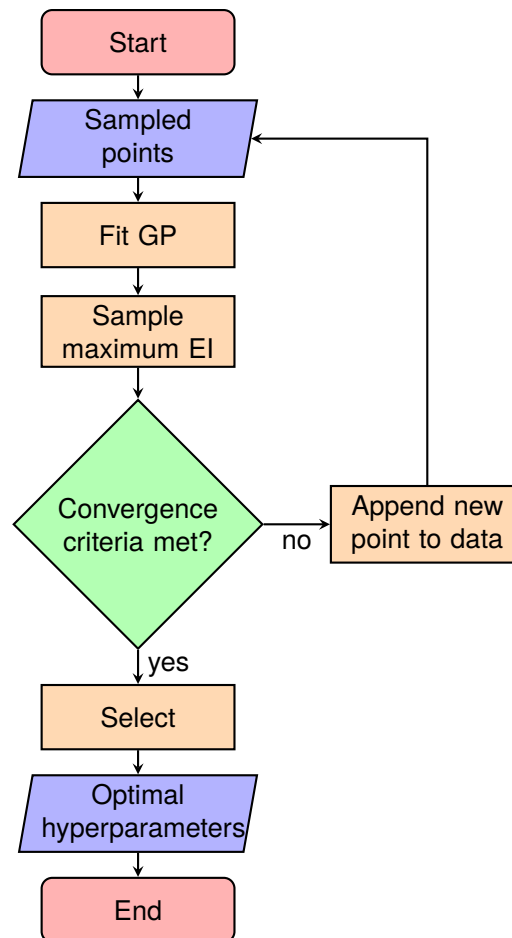 Start
Sampled
points
Fit GP
Sample
maximum EI
Convergence
criteria met?
no
Append new
point to data
yes
Select
Optimal
hyperparameters
End